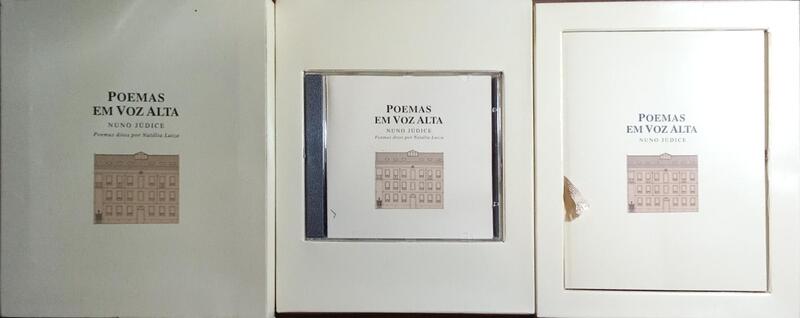 POEMAS
EM VOZ ALTA
NUNO JÚDICE
Poemas ditos por Natália Luiza
POEMAS
EM VOZ ALTA
NUNO JÚDICE
Poemas ditos por Natália Luiza
POEMAS
EM VOZ ALTA
NUNO JÚDICE